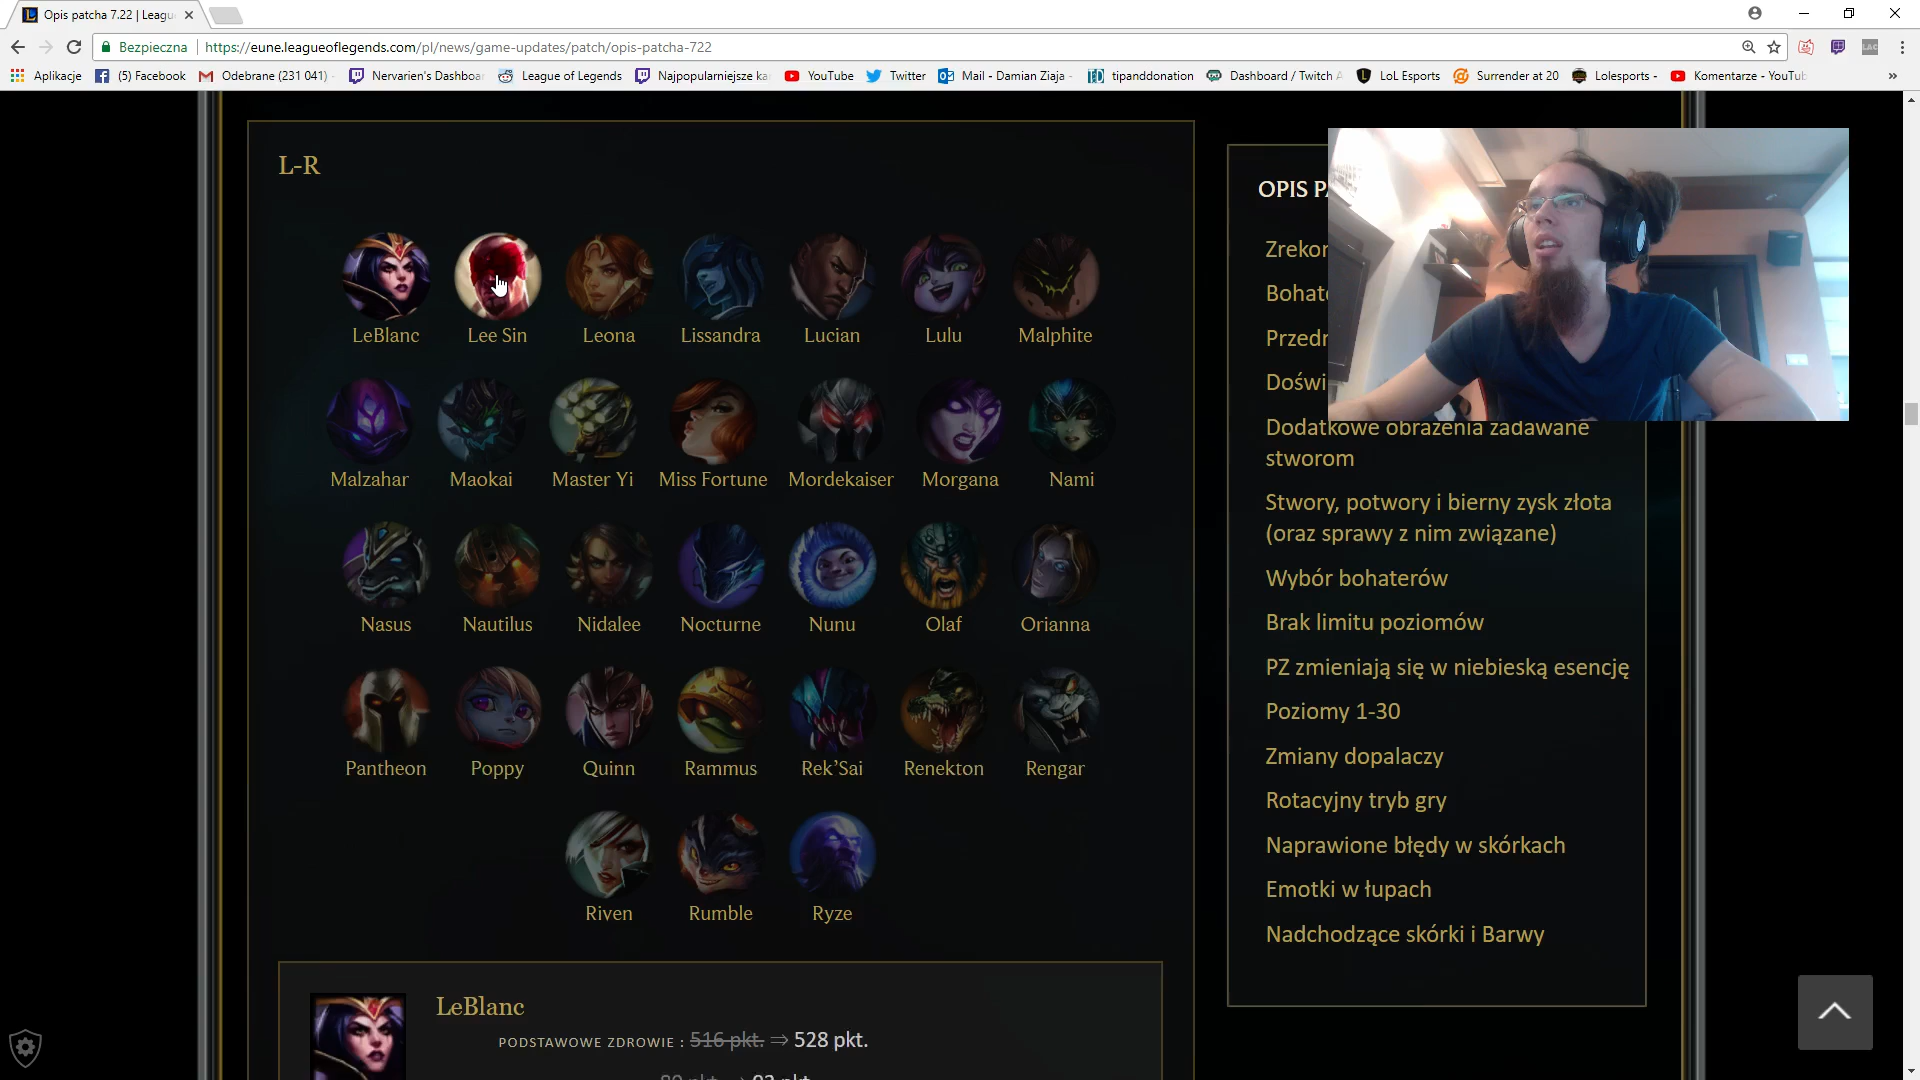 Opis patcha 7.22 | Leagu
Bezpieczna
https://eune.leagueoflegends.com/pl/news/game-updates/patch/opis-patcha-722
Aplikacje
(5) Facebook
Odebrane (231 041)
Nervarien's Dashboa
League of Legends
Najpopularniejsze ka
YouTube
Twitter
Mail - Damian Ziaja -
tipanddonation
Dashboard / Twitch A
LoL Esports
Surrender at 20
Lolesports -
Komentarze - YouTub
L-R
LeBlanc
Lee Sin
Leona
Lissandra
Lucian
Lulu
Malphite
Malzahar
Maokai
Master Yi
Miss Fortune
Mordekaiser
Morgana
Nami
Nasus
Nautilus
Nidalee
Nocturne
Nunu
Olaf
Orianna
Pantheon
Poppy
Quinn
Rammus
Rek'Sai
Renekton
Rengar
Riven
Rumble
Ryze
LeBlanc
PODSTAWOWE ZDROWIE : 516 pkt. ⇒ 528 pkt.
OPIS PA
Zrekor
Bohate
Przedr
Doświ
Dodatkowe obrażenia zadawane
stworom
Stwory, potwory i bierny zysk złota
(oraz sprawy z nim związane)
Wybór bohaterów
Brak limitu poziomów
PZ zmieniają się w niebieską esencję
Poziomy 1-30
Zmiany dopalaczy
Rotacyjny tryb gry
Naprawione błędy w skórkach
Emotki w łupach
Nadchodzące skórki i Barwy